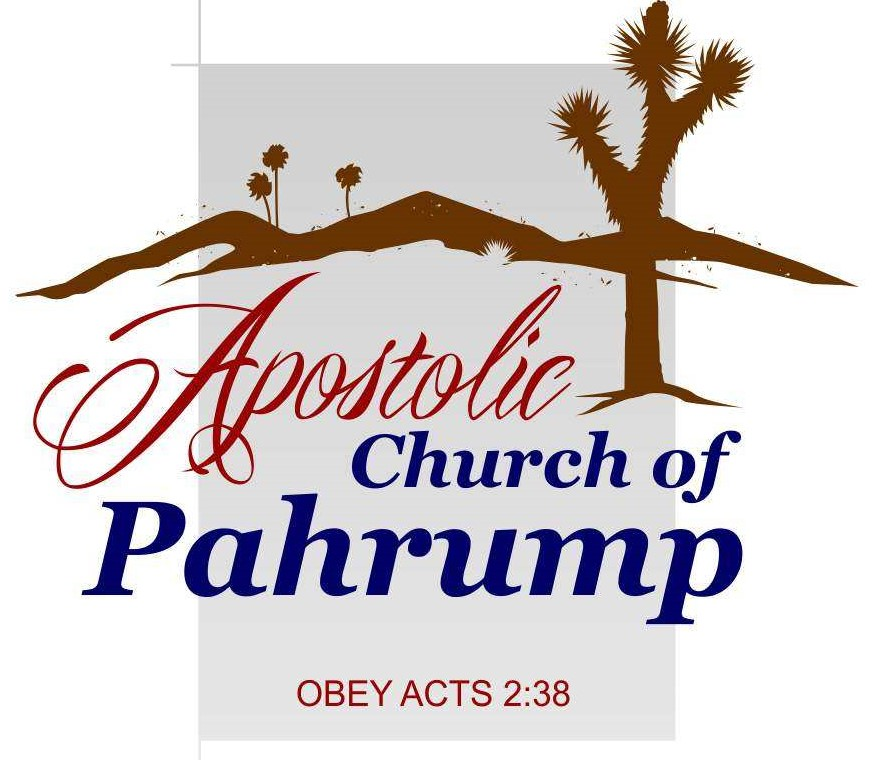 Apostolic
Church of
Pahrump
OBEY ACTS 2:38